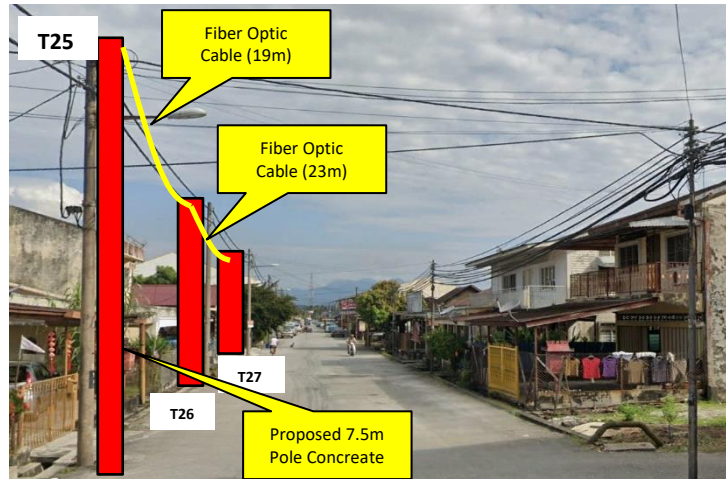 T25
Fiber Optic
Cable (19m)
Fiber Optic
Cable (23m)
T27
T26
Proposed 7.5m
Pole Concreate